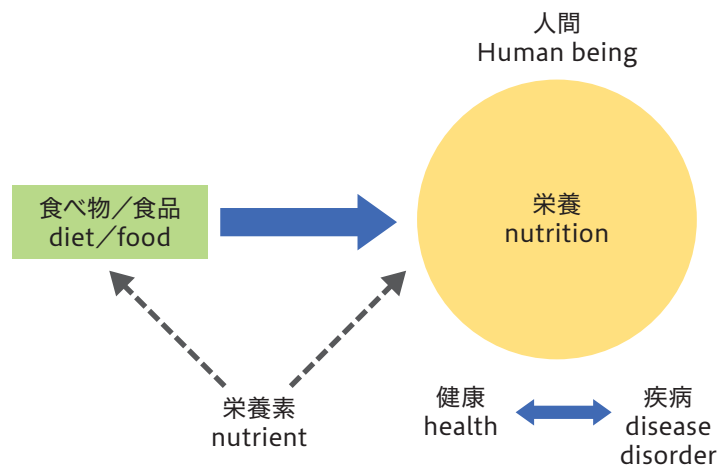 人間
Human being
食べ物／食品
diet／food
栄養
nutrition
栄養素
nutrient
健康
health
疾病
disease
disorder